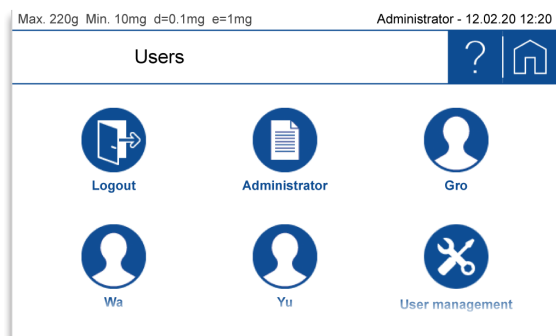 Max. 220g Min. 10mg d=0.1mg e=1mg Administrator - 12.02.20 12:20
Users ?
Logout Administrator Gro
Wa Yu User management